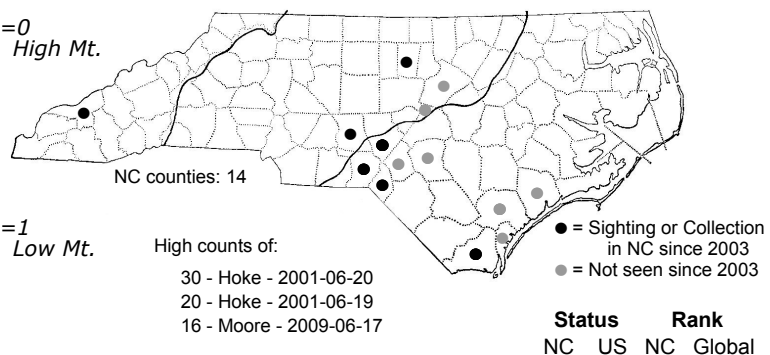 =0
High Mt.
NC counties: 14
=1
Low Mt.
High counts of:
30 - Hoke - 2001-06-20
20 - Hoke - 2001-06-19
16 - Moore - 2009-06-17
= Sighting or Collection
in NC since 2003
= Not seen since 2003
Status Rank
NC US NC Global